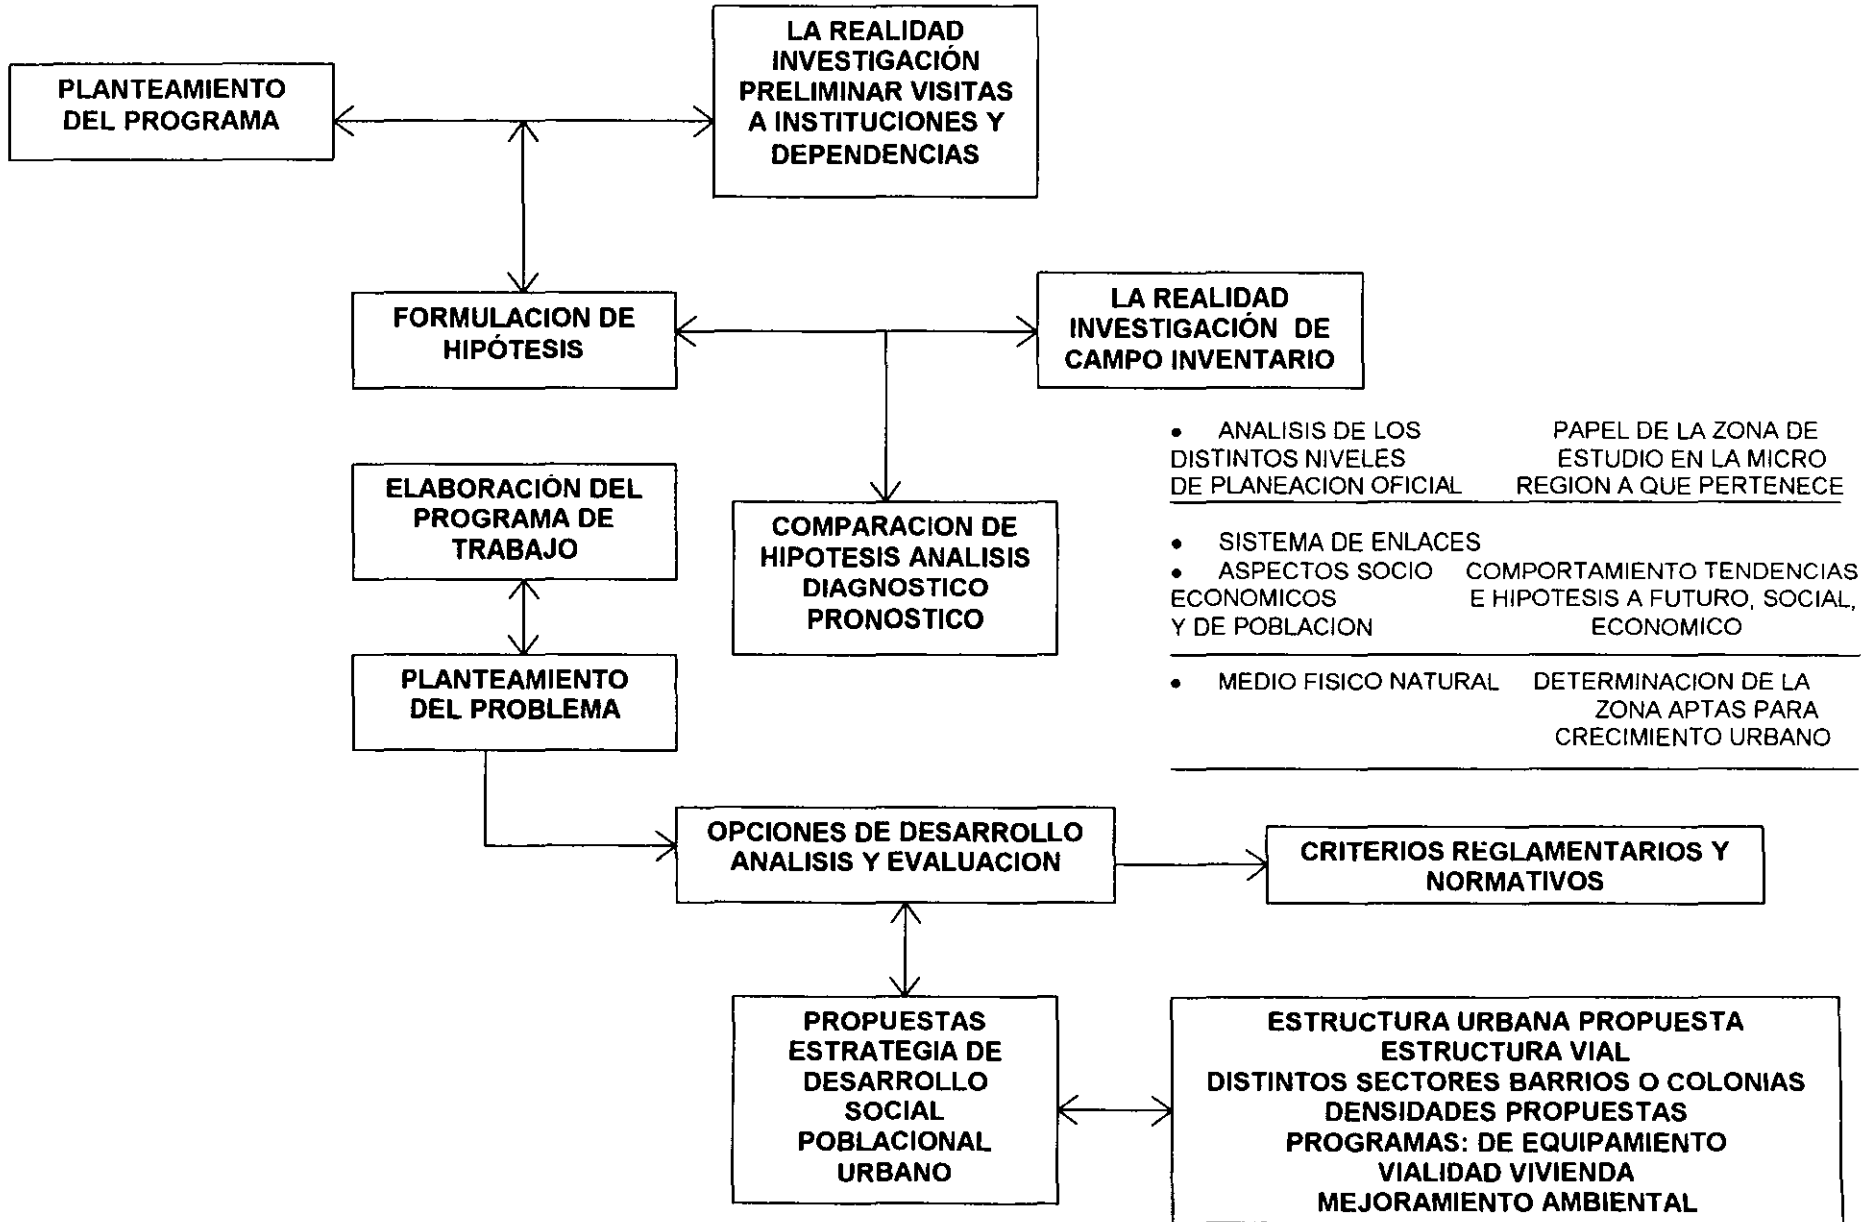 PLANTEAMIENTO
DEL PROGRAMA
LA REALIDAD
INVESTIGACIÓN
PRELIMINAR VISITAS
A INSTITUCIONES Y
DEPENDENCIAS
FORMULACION DE
HIPÓTESIS
LA REALIDAD
INVESTIGACIÓN DE
CAMPO INVENTARIO
ELABORACIÓN DEL
PROGRAMA DE
TRABAJO
COMPARACION DE
HIPOTESIS ANALISIS
DIAGNOSTICO
PRONOSTICO
• ANALISIS DE LOS PAPEL DE LA ZONA DE
DISTINTOS NIVELES ESTUDIO EN LA MICRO
DE PLANEACION OFICIAL REGION A QUE PERTENECE
• SISTEMA DE ENLACES
• ASPECTOS SOCIO COMPORTAMIENTO TENDENCIAS
ECONOMICOS E HIPOTESIS A FUTURO, SOCIAL,
Y DE POBLACION ECONOMICO
• MEDIO FISICO NATURAL DETERMINACION DE LA
ZONA APTAS PARA
CRECIMIENTO URBANO
PLANTEAMIENTO
DEL PROBLEMA
OPCIONES DE DESARROLLO
ANALISIS Y EVALUACION
CRITERIOS REGLAMENTARIOS Y
NORMATIVOS
PROPUESTAS
ESTRATEGIA DE
DESARROLLO
SOCIAL
POBLACIONAL
URBANO
ESTRUCTURA URBANA PROPUESTA
ESTRUCTURA VIAL
DISTINTOS SECTORES BARRIOS O COLONIAS
DENSIDADES PROPUESTAS
PROGRAMAS: DE EQUIPAMIENTO
VIALIDAD VIVIENDA
MEJORAMIENTO AMBIENTAL